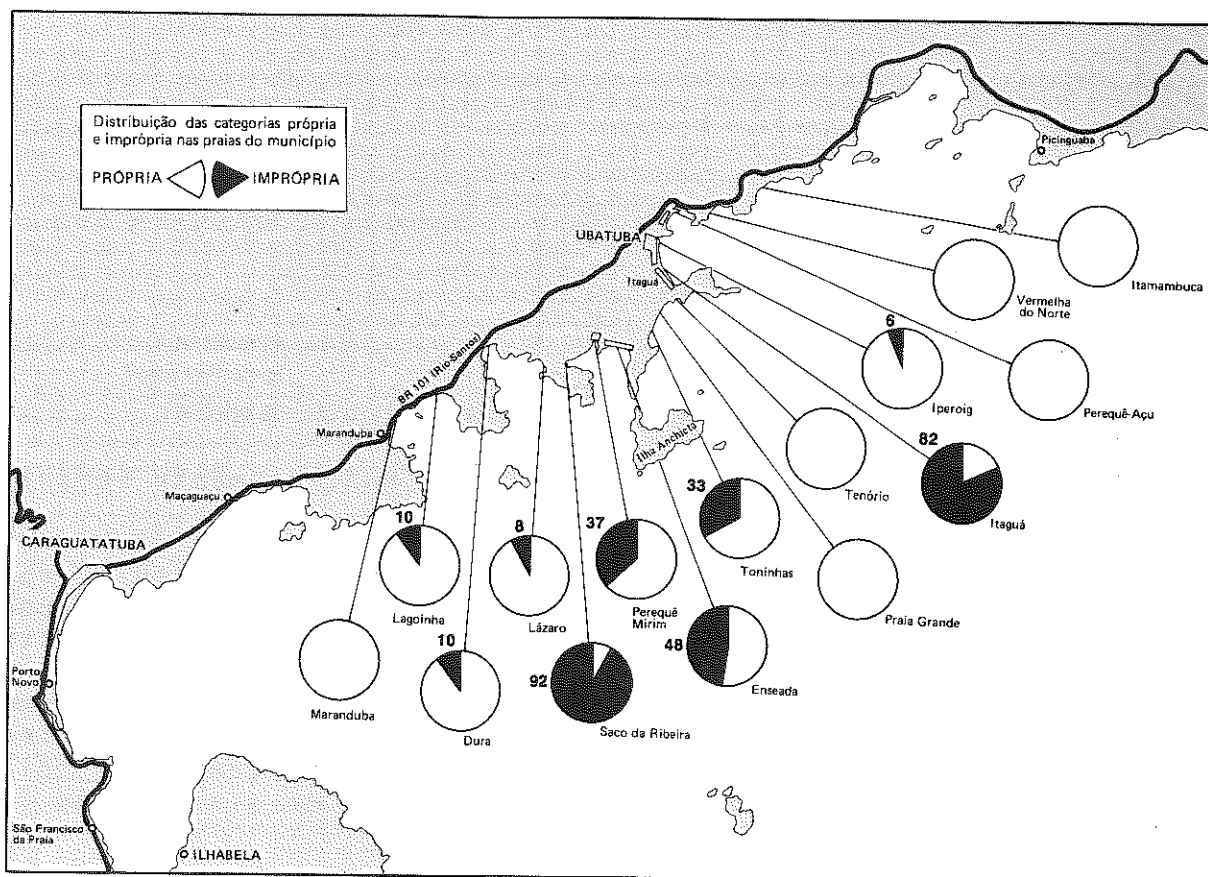 Distribuição das categorias própria
e imprópria nas praias do município
PRÓPRIA
IMPRÓPRIA
Picinguaba
UBATUBA
Itaguá
Itamambuca
Vermelha
do Norte
6
Iperoig
Perequê-Açu
BR 101 (Rio-Santos)
Maranduba
Ilha Anchieta
Tenório
82
Itaguá
Maçaguaçu
33
Toninhas
10
Lagoinha
8
Lázaro
37
Perequê
Mirim
Praia Grande
CARAGUATATUBA
48
Enseada
Porto
Novo
Maranduba
10
Dura
92
Saco da Ribeira
São Francisco
da Praia
ILHABELA